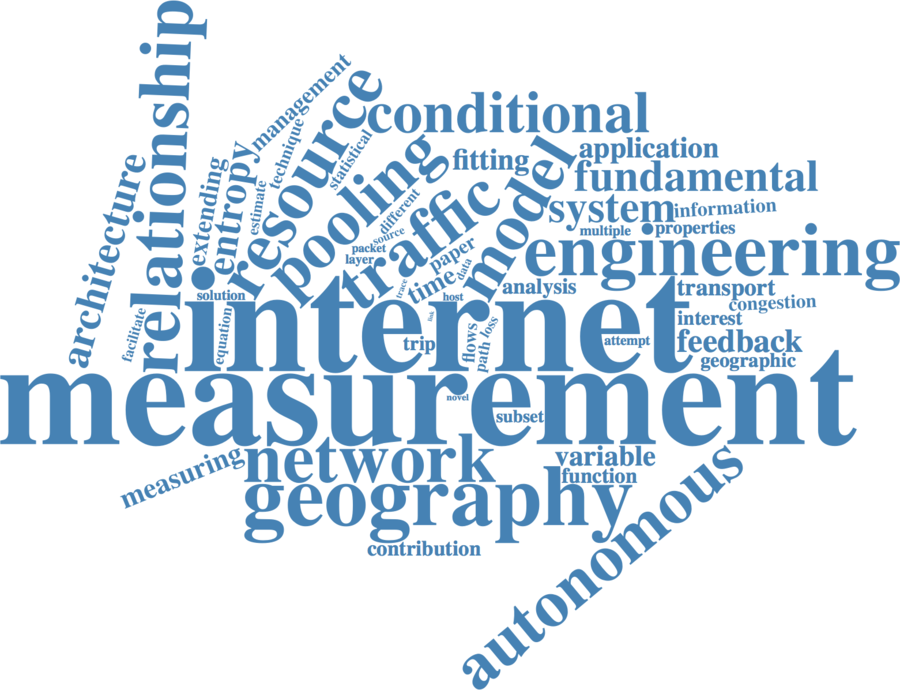 relationship
management
resource
conditional
technique
statistical
architecture
extending
entropy
estimate
pooling
fitting
model
application
fundamental
traffic
different
source
packet
layer
paper
data
system
information
multiple
properties
engineering
time
trace
host
link
analysis
transport
congestion
solution
equation
facilitate
internet
trip
flows
path
loss
attempt
interest
feedback
geographic
measurement
novel
subset
measuring
network
variable
function
geography
contribution
autonomous